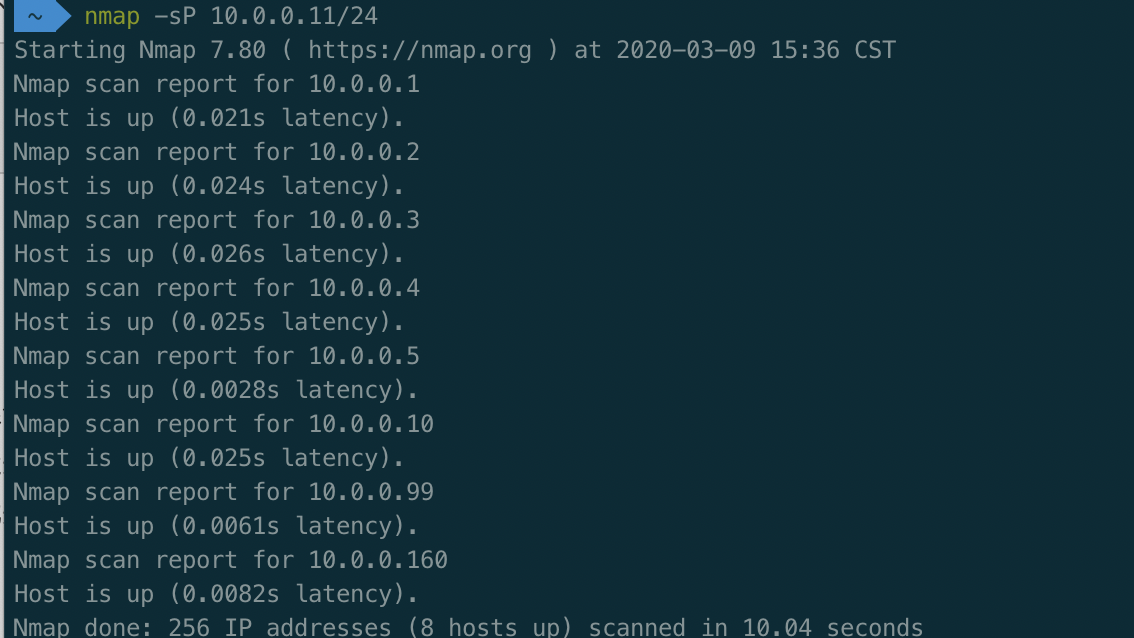 ~ nmap -sP 10.0.0.11/24
Starting Nmap 7.80 ( https://nmap.org ) at 2020-03-09 15:36 CST
Nmap scan report for 10.0.0.1
Host is up (0.021s latency).
Nmap scan report for 10.0.0.2
Host is up (0.024s latency).
Nmap scan report for 10.0.0.3
Host is up (0.026s latency).
Nmap scan report for 10.0.0.4
Host is up (0.025s latency).
Nmap scan report for 10.0.0.5
Host is up (0.0028s latency).
Nmap scan report for 10.0.0.10
Host is up (0.025s latency).
Nmap scan report for 10.0.0.99
Host is up (0.0061s latency).
Nmap scan report for 10.0.0.160
Host is up (0.0082s latency).
Nmap done: 256 IP addresses (8 hosts up) scanned in 10.04 seconds